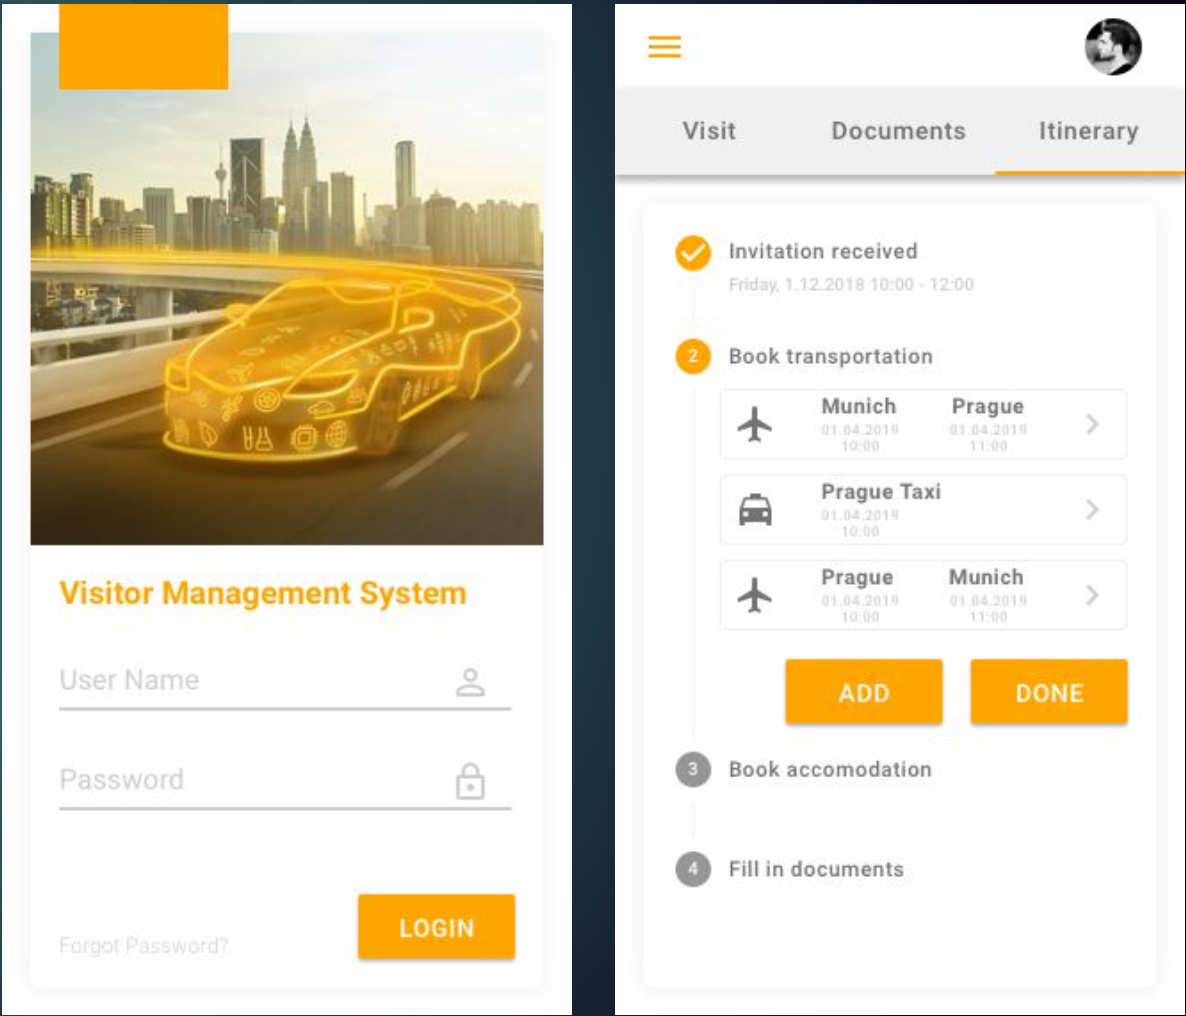 Visitor Management System
User Name
Password
Forgot Password?
LOGIN
Visit
Documents
Itinerary
Invitation received
Friday, 1.12.2018 10:00 - 12:00
2
Book transportation
Munich
01.04.2019
10:00
Prague
01.04.2019
11:00
Prague Taxi
01.04.2019
10:00
Prague
01.04.2019
10:00
Munich
01.04.2019
11:00
ADD
DONE
3
Book accomodation
4
Fill in documents